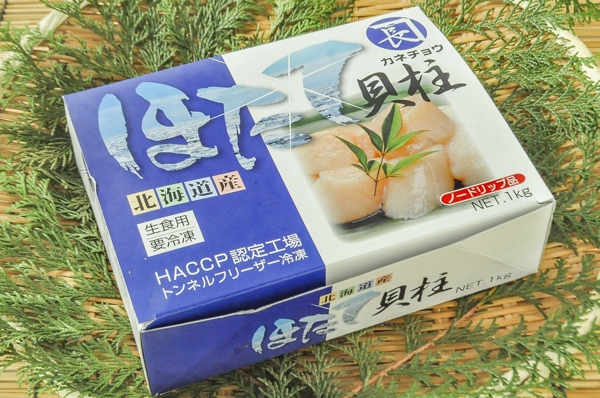 長
カネチョウ
ほたて
貝柱
北海道産
生食用
要冷凍
HACCP認定工場
トンネルフリーザー冷凍
ノードリップ品
NET.1kg
北海道産
ほたて
貝柱
NET.1kg